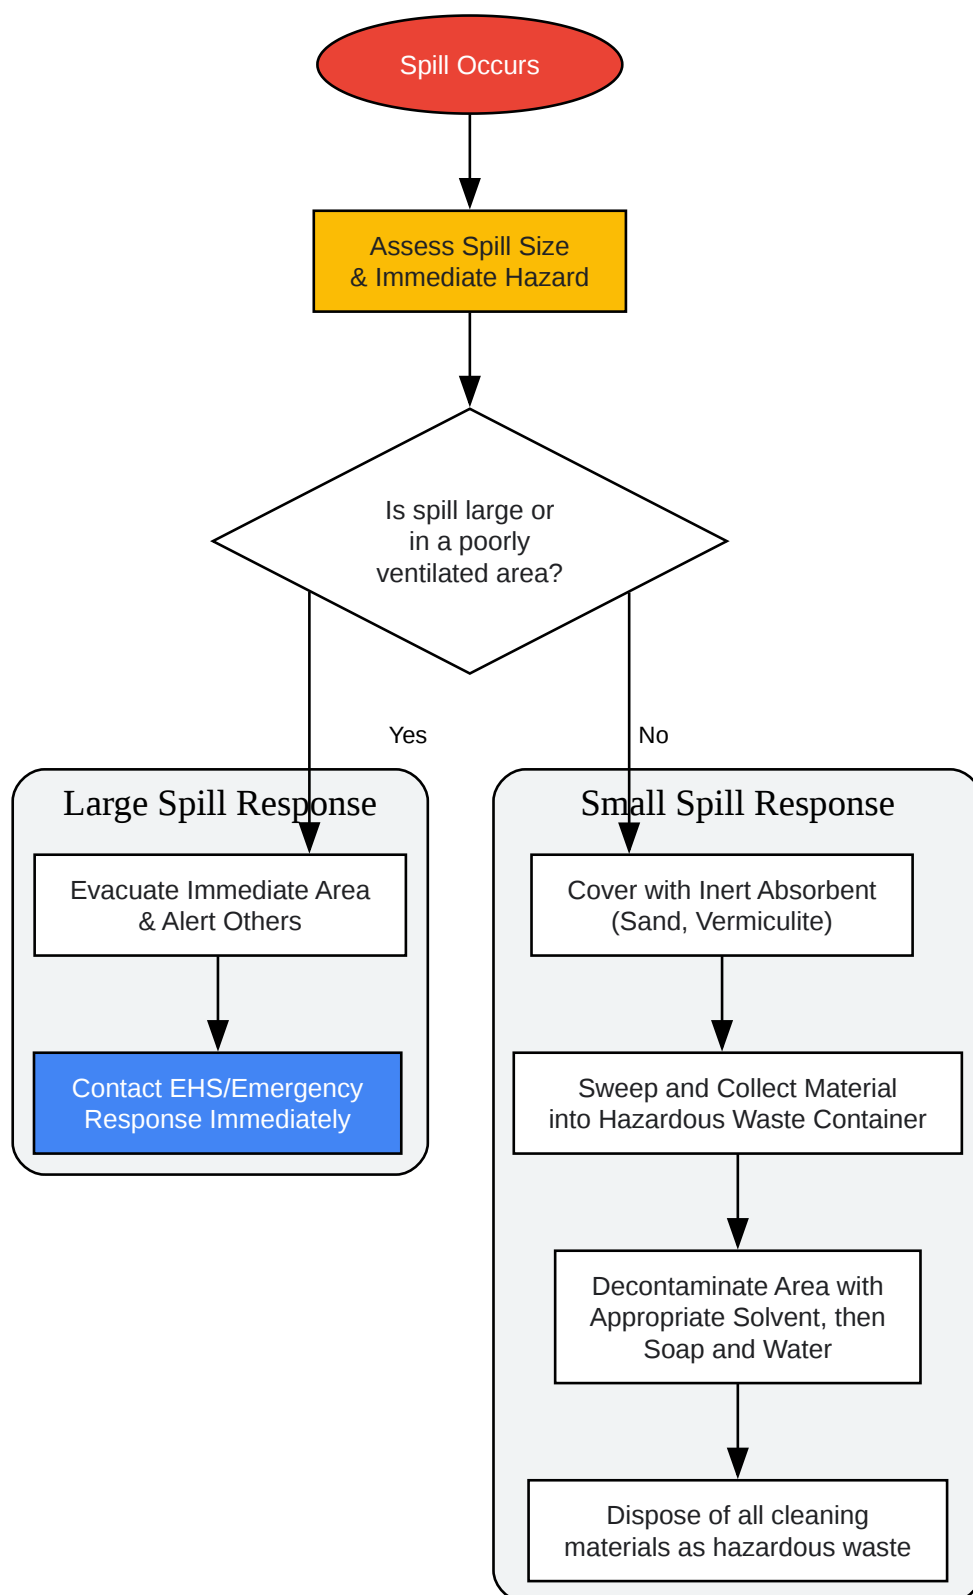 Spill Occurs
Assess Spill Size
& Immediate Hazard
Is spill large or
in a poorly
ventilated area?
Yes
No
Large Spill Response
Evacuate Immediate Area
& Alert Others
Contact EHS/Emergency
Response Immediately
Small Spill Response
Cover with Inert Absorbent
(Sand, Vermiculite)
Sweep and Collect Material
into Hazardous Waste Container
Decontaminate Area with
Appropriate Solvent, then
Soap and Water
Dispose of all cleaning
materials as hazardous waste